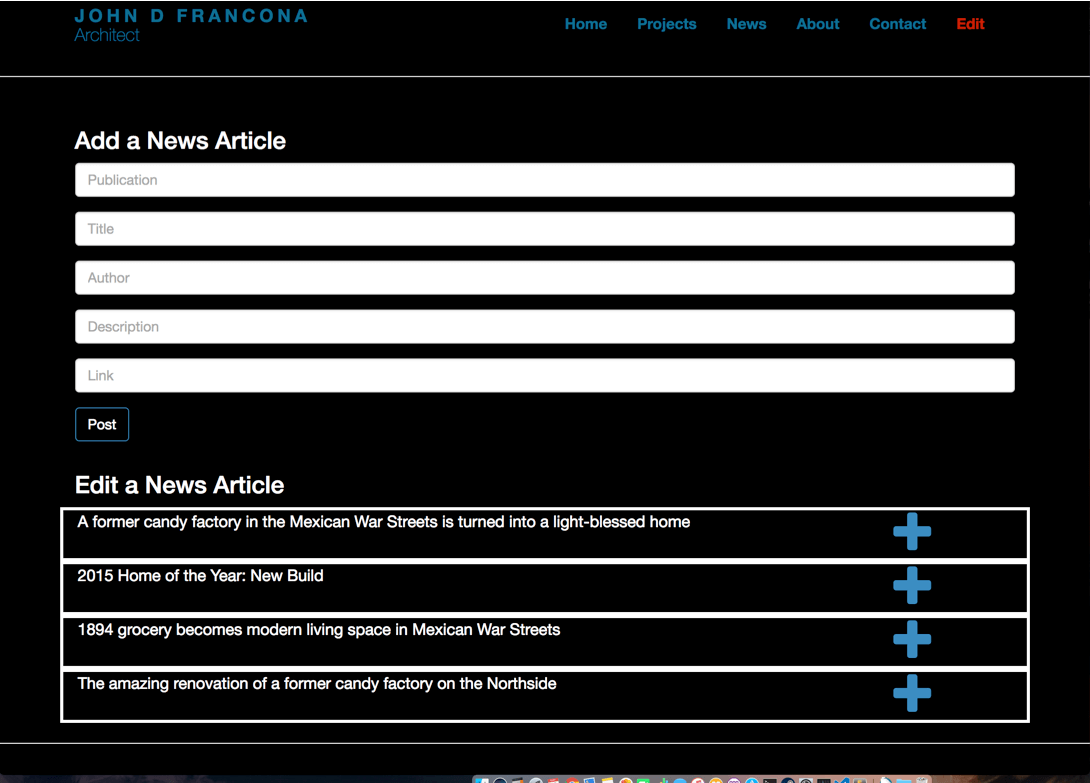 JOHN D FRANCONA
Architect
Home Projects News About Contact Edit
Add a News Article
Publication
Title
Author
Description
Link
Post
Edit a News Article
A former candy factory in the Mexican War Streets is turned into a light-blessed home
2015 Home of the Year: New Build
1894 grocery becomes modern living space in Mexican War Streets
The amazing renovation of a former candy factory on the Northside